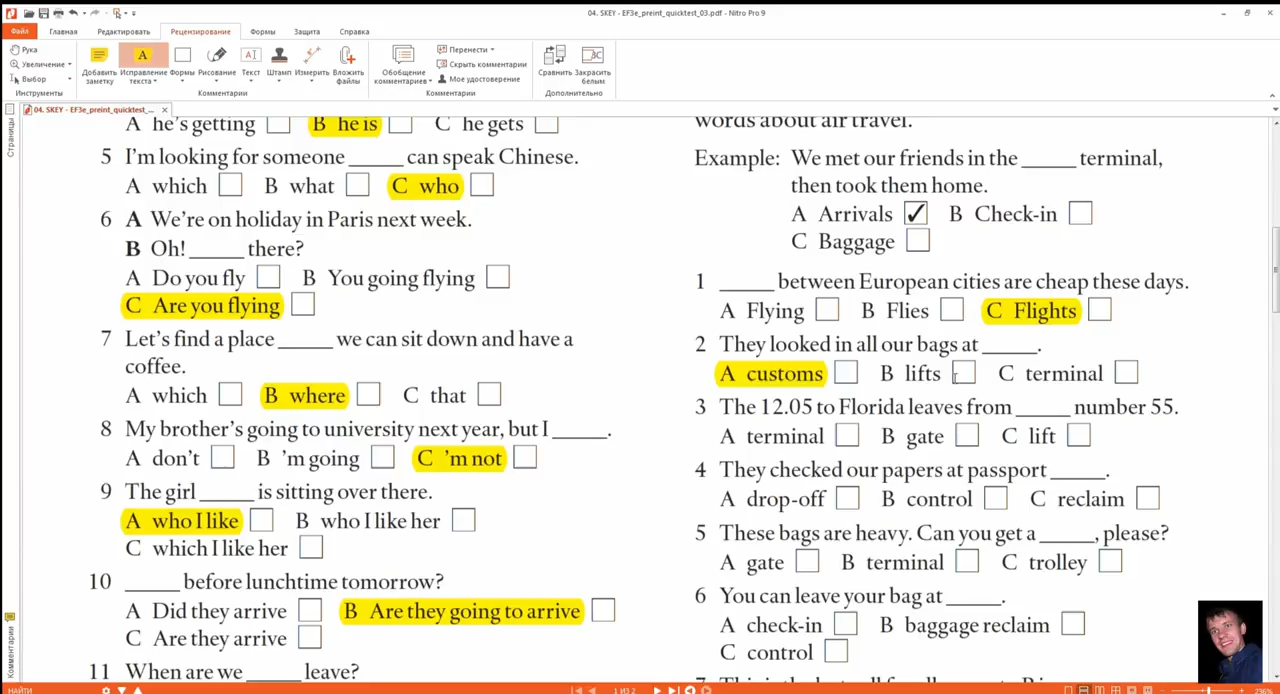 04. SKEY - EF3e_preint_quicktest_03.pdf - Nitro Pro 9
Файл Главная Редактировать Рецензирование Формы Защита Справка
Рука
Увеличение
Выбор
Добавить заметку
Исправление текста
Формы
Рисование
Текст
Штамп
Измерить
Вложить файлы
Обобщение комментариев
Перенести
Скрыть комментарии
Мое удостоверение
Сравнить
Закрасить белым
Инструменты Комментарии Комментарии Дополнительно
04. SKEY - EF3e_preint_quicktest_...
Страницы
Комментарии
A he's getting B he is C he gets
5 I'm looking for someone _____ can speak Chinese.
A which B what C who
6 A We're on holiday in Paris next week.
B Oh! _____ there?
A Do you fly B You going flying
C Are you flying
7 Let's find a place _____ we can sit down and have a
coffee.
A which B where C that
8 My brother's going to university next year, but I _____.
A don't B 'm going C 'm not
9 The girl _____ is sitting over there.
A who I like B who I like her
C which I like her
10 _____ before lunchtime tomorrow?
A Did they arrive B Are they going to arrive
C Are they arrive
11 When are we _____ leave?
words about air travel.
Example: We met our friends in the _____ terminal,
then took them home.
A Arrivals ✓ B Check-in
C Baggage
1 _____ between European cities are cheap these days.
A Flying B Flies C Flights
2 They looked in all our bags at _____.
A customs B lifts C terminal
3 The 12.05 to Florida leaves from _____ number 55.
A terminal B gate C lift
4 They checked our papers at passport _____.
A drop-off B control C reclaim
5 These bags are heavy. Can you get a _____, please?
A gate B terminal C trolley
6 You can leave your bag at _____.
A check-in B baggage reclaim
C control
НАЙТИ
1 ИЗ 2
236%